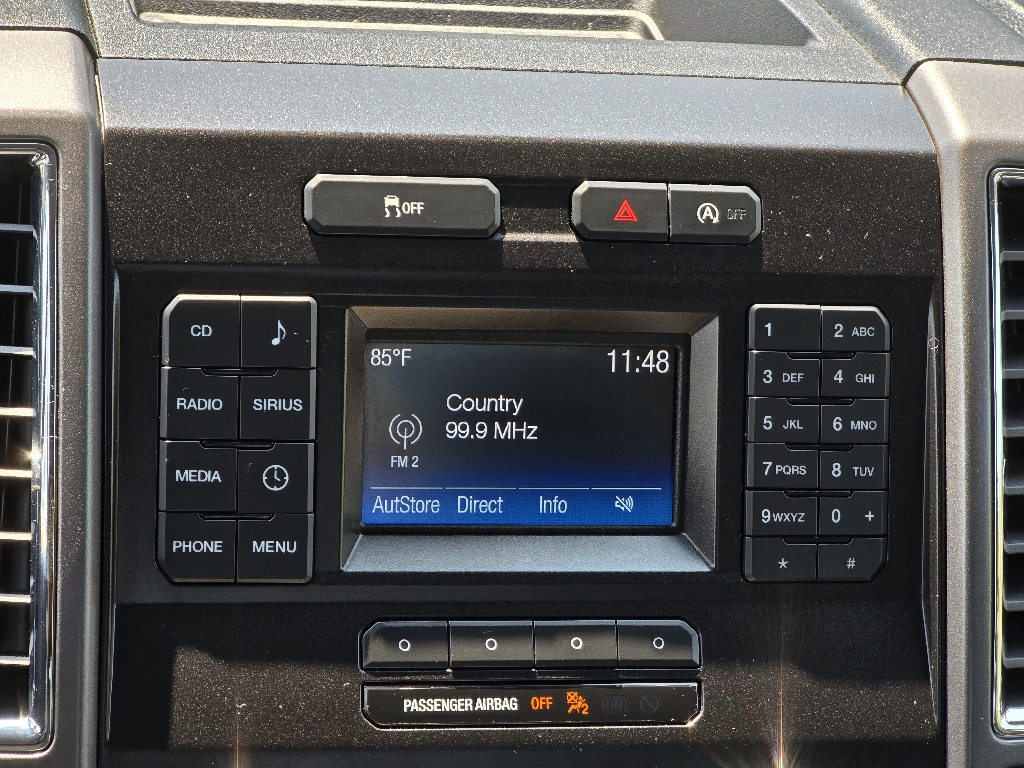 OFF
A OFF
CD
RADIO SIRIUS
MEDIA
PHONE MENU
85°F 11:48
Country
99.9 MHz
FM 2
AutStore Direct Info
1 2 ABC
3 DEF 4 GHI
5 JKL 6 MNO
7 PQRS 8 TUV
9 WXYZ 0 +
* #
PASSENGER AIRBAG OFF 2 ON